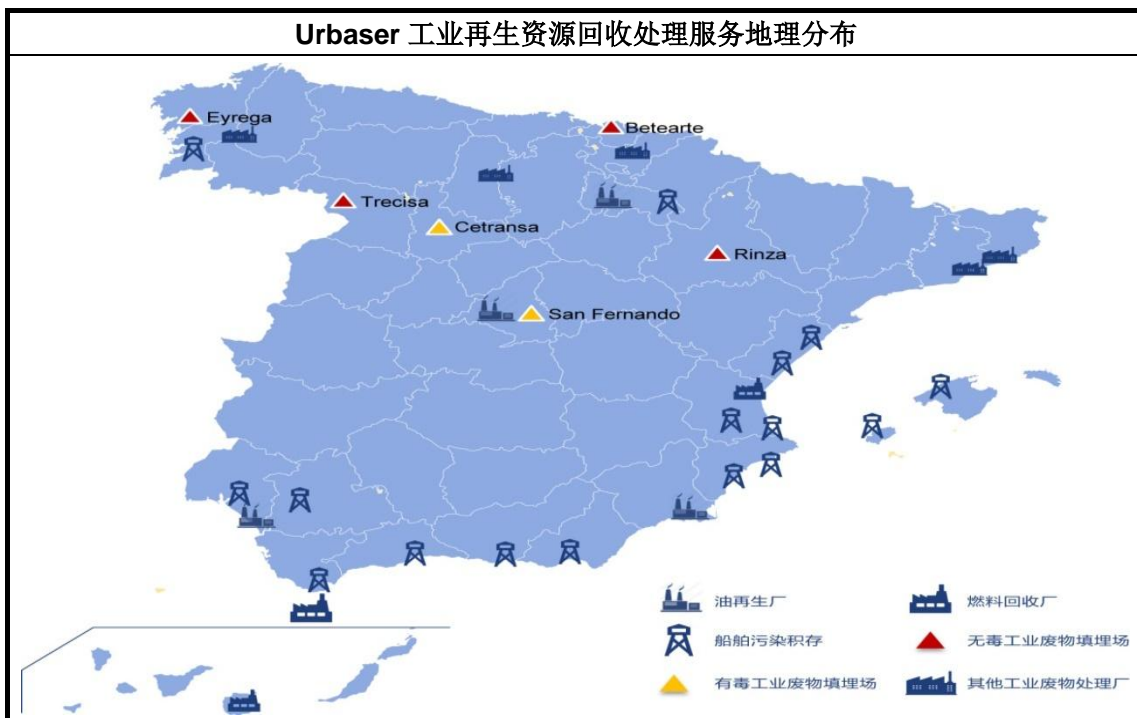 Urbaser 工业再生资源回收处理服务地理分布
Eyrega
Betearte
Trecisa
Cetransa
Rinza
San Fernando
油再生厂
燃料回收厂
船舶污染积存
无毒工业废物填埋场
有毒工业废物填埋场
其他工业废物处理厂